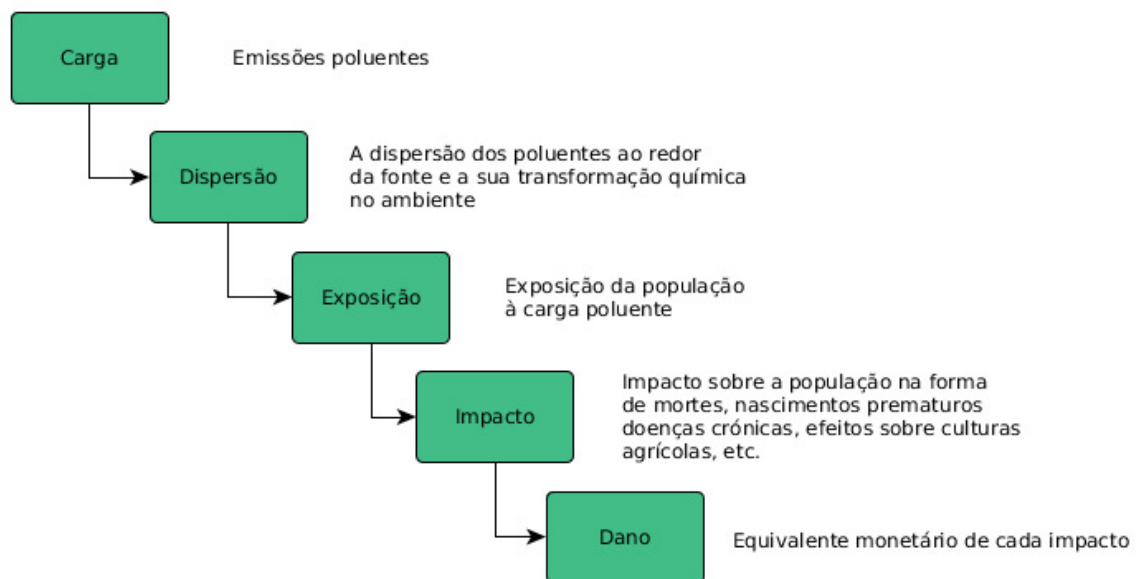 Carga
Emissões poluentes
Dispersão
A dispersão dos poluentes ao redor
da fonte e a sua transformação química
no ambiente
Exposição
Exposição da população
à carga poluente
Impacto
Impacto sobre a população na forma
de mortes, nascimentos prematuros
doenças crónicas, efeitos sobre culturas
agrícolas, etc.
Dano
Equivalente monetário de cada impacto